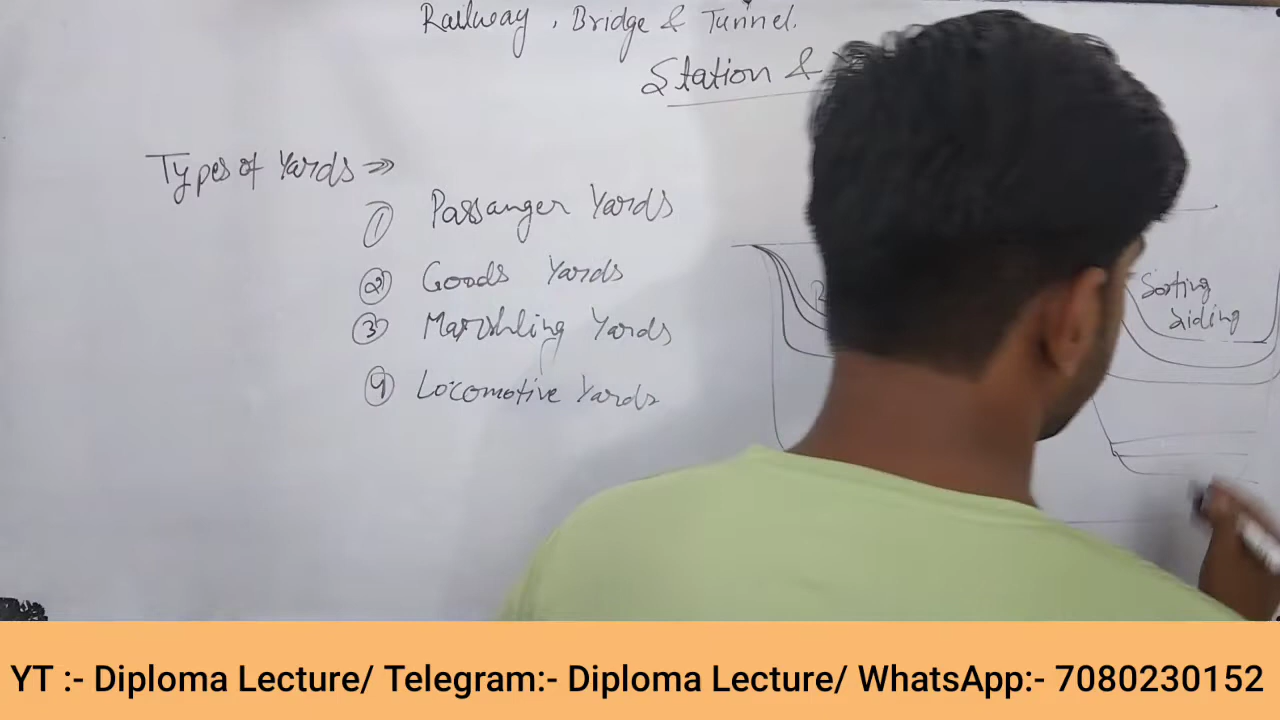 Railway, Bridge & Tunnel.
Station &
Types of Yards ⇒
① Passanger Yards
② Goods Yards
③ Marshling Yards
④ Locomotive Yards
Sorting
Siding
YT :- Diploma Lecture/ Telegram:- Diploma Lecture/ WhatsApp:- 7080230152